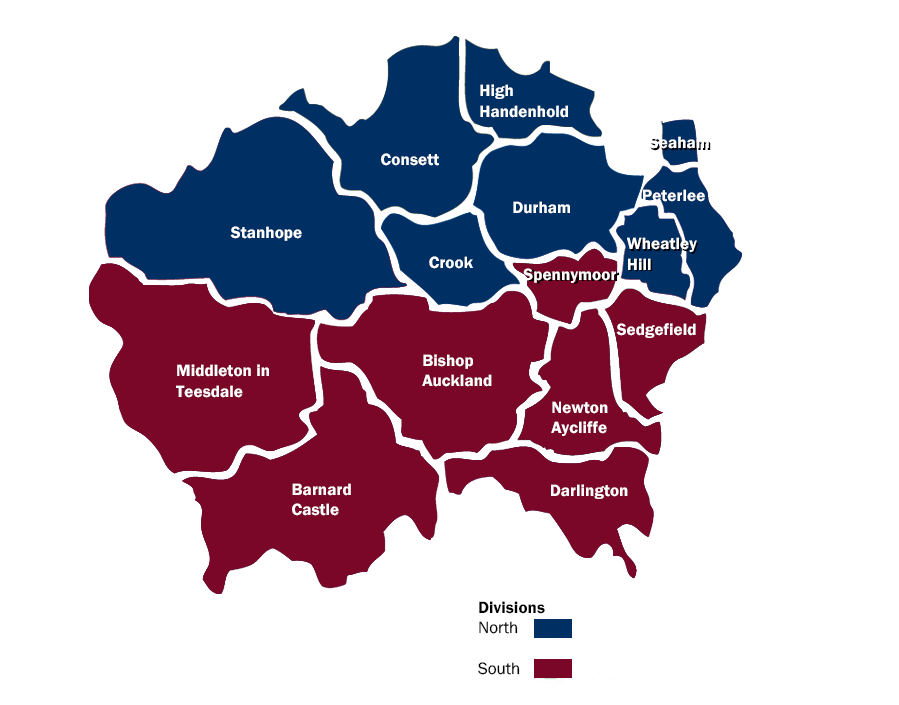 High
Handenhold
Seaham
Consett
Peterlee
Durham
Stanhope
Wheatley
Hill
Crook
Spennymoor
Sedgefield
Bishop
Auckland
Middleton in
Teesdale
Newton
Aycliffe
Barnard
Castle
Darlington
Divisions
North
South